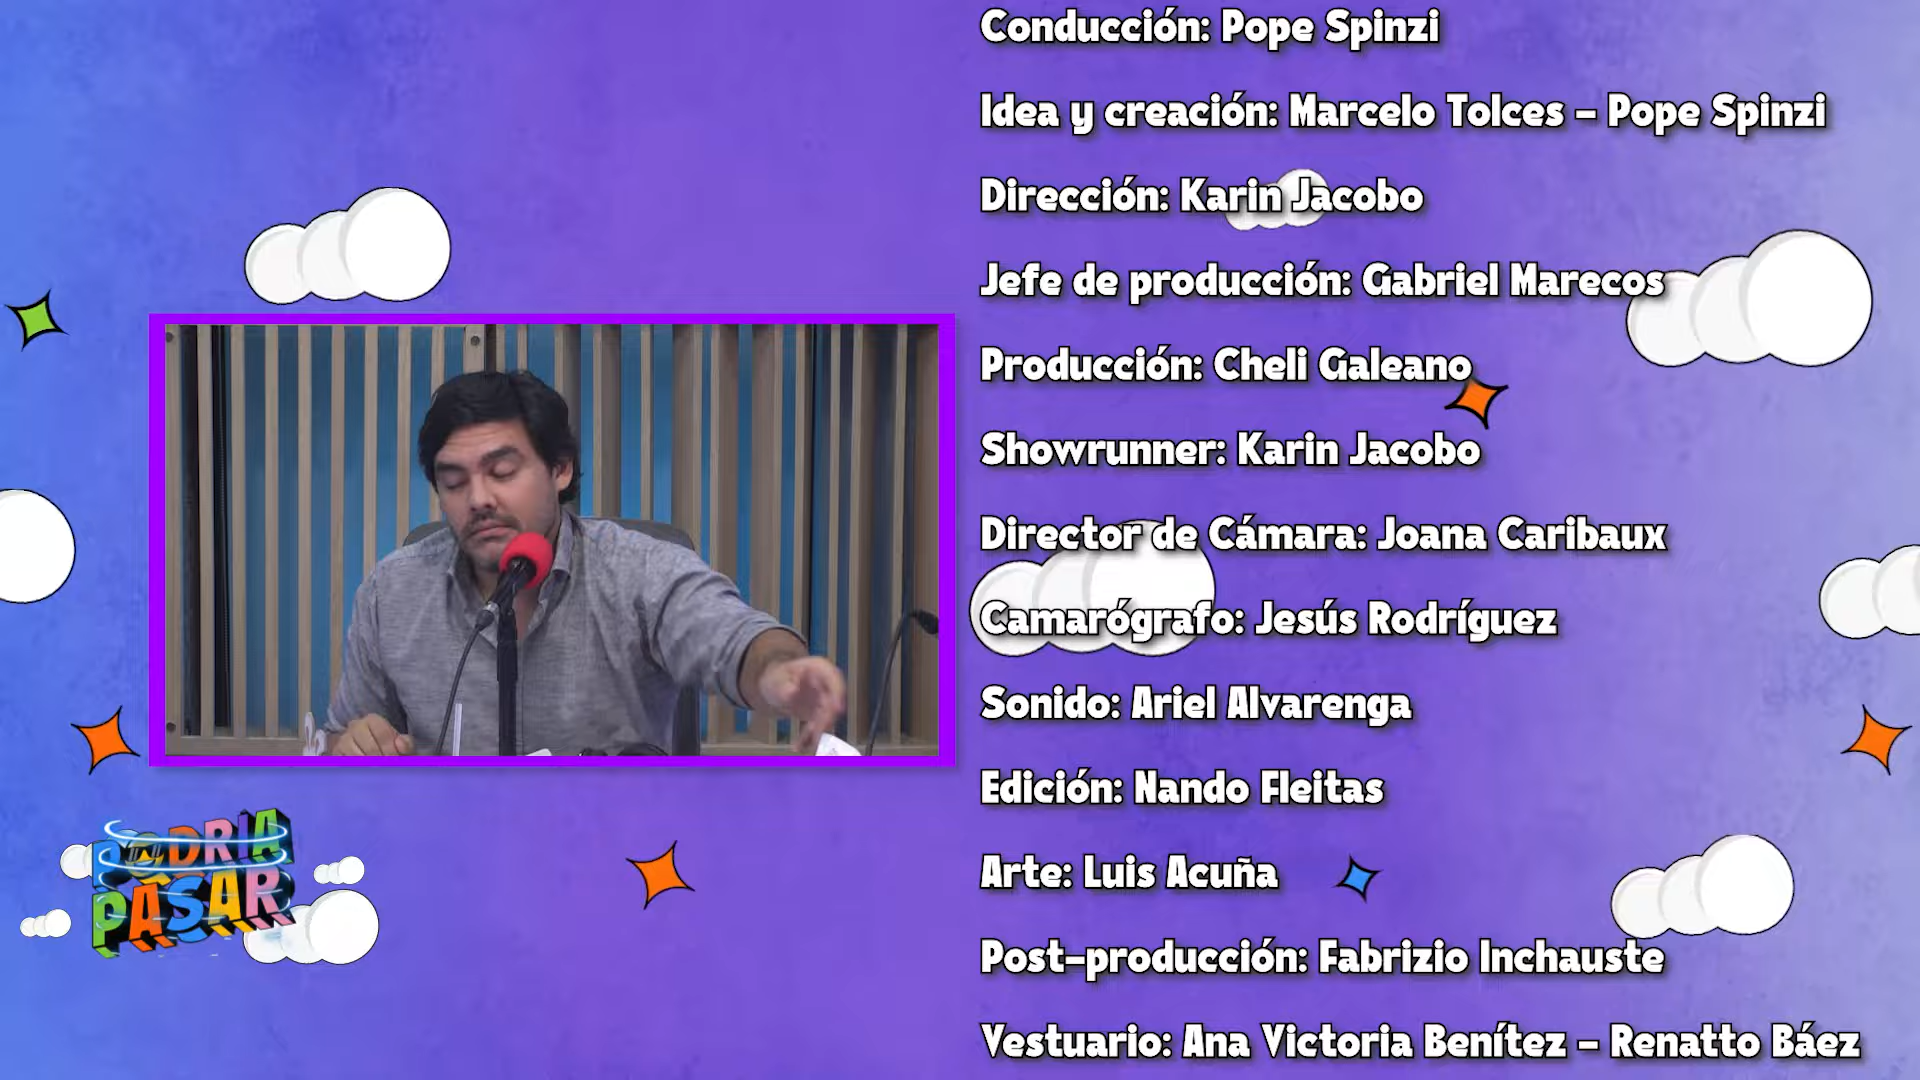 Conducción: Pope Spinzi
Idea y creación: Marcelo Tolces - Pope Spinzi
Dirección: Karin Jacobo
Jefe de producción: Gabriel Marecos
Producción: Cheli Galeano
Showrunner: Karin Jacobo
Director de Cámara: Joana Caribaux
Camarógrafo: Jesús Rodríguez
Sonido: Ariel Alvarenga
Edición: Nando Fleitas
Arte: Luis Acuña
Post-producción: Fabrizio Inchauste
Vestuario: Ana Victoria Benítez - Renatto Báez
PODRIA
PASAR